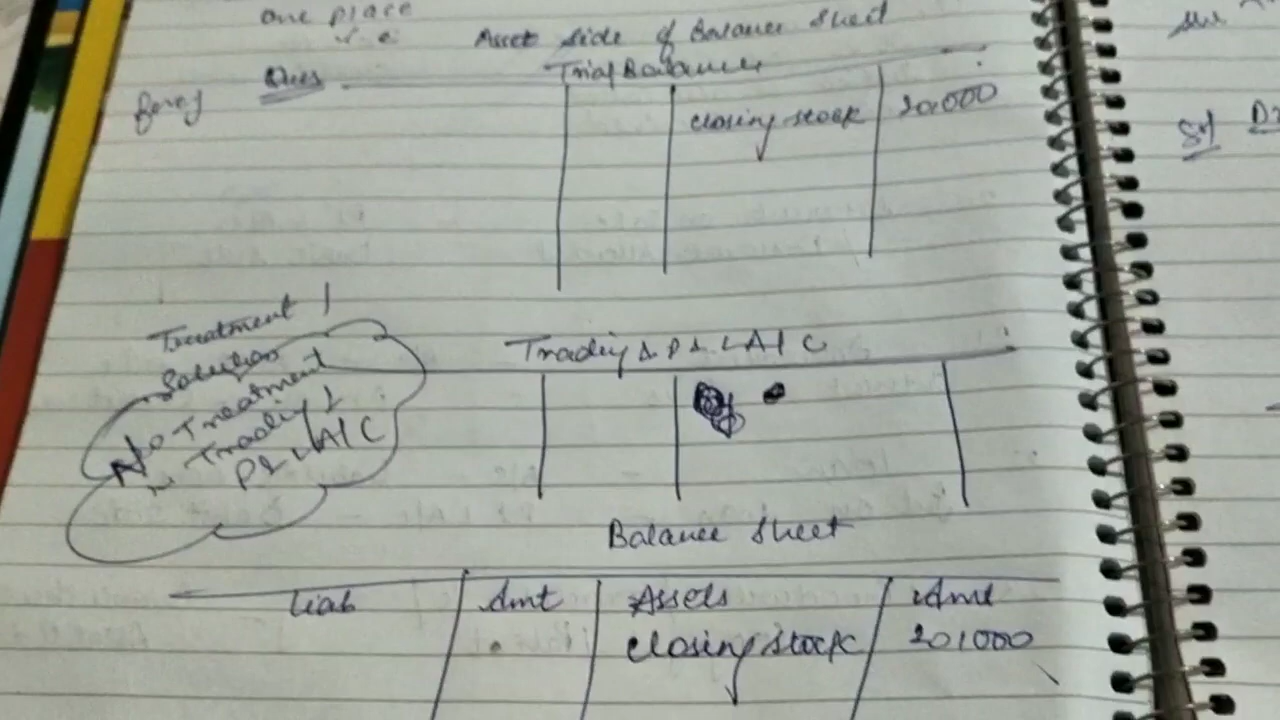 one place
Asset side of Balance Sheet
Ques
Trial Balance
closing stock 20,000
Sol
Treatment /
Solution
No Treatment
in Trading /
P & L A/C
Trading & P & L A/C
Balance Sheet
Liab Amt Assets Amt
closing stock 20,000